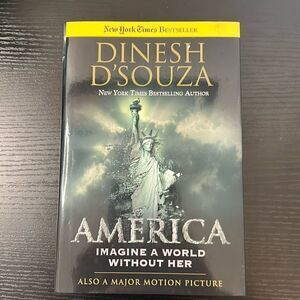 New York Times BESTSELLER
DINESH
D'SOUZA
NEW YORK TIMES BESTSELLING AUTHOR
AMERICA
IMAGINE A WORLD
WITHOUT HER
ALSO A MAJOR MOTION PICTURE